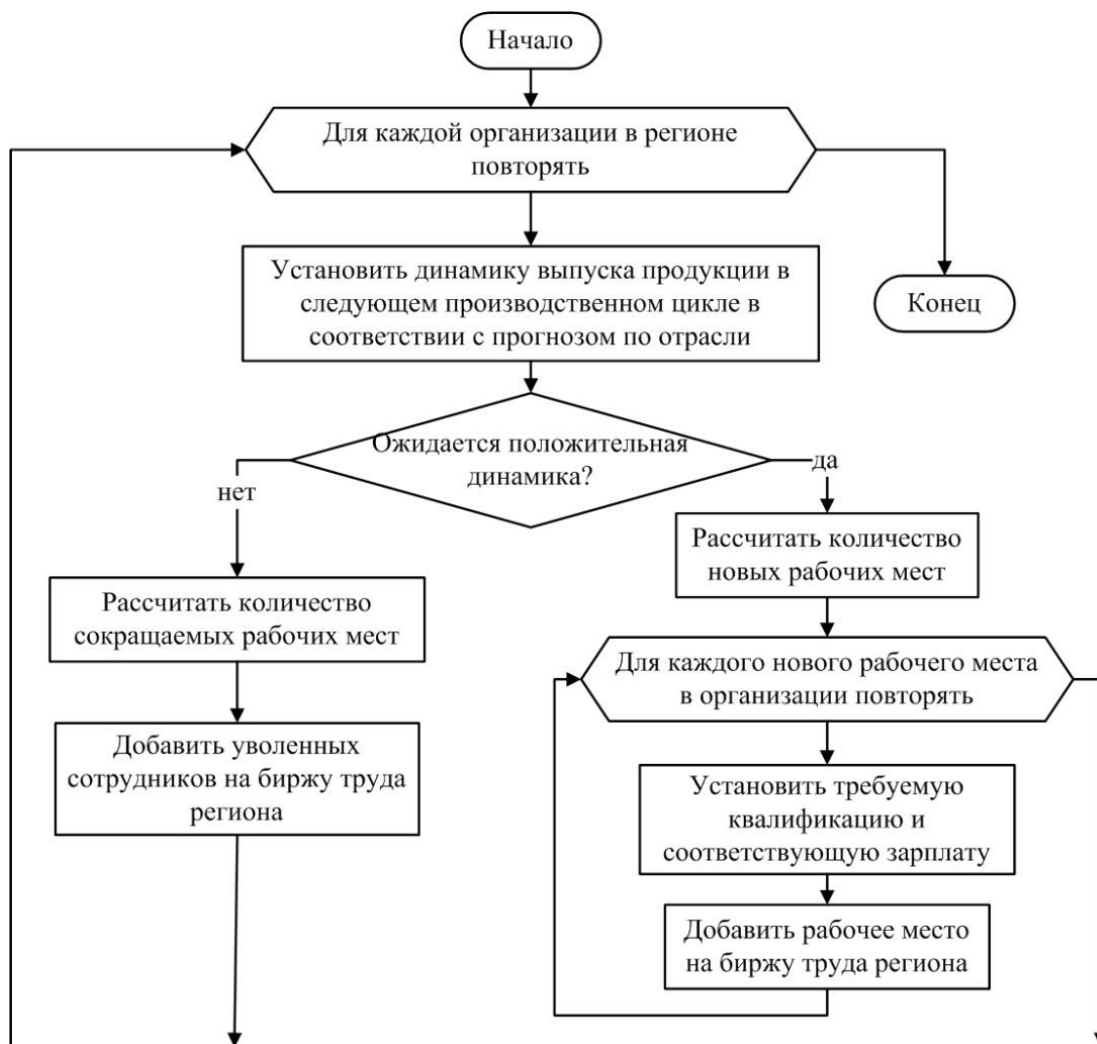 Начало
Для каждой организации в регионе
повторять
Установить динамику выпуска продукции в
следующем производственном цикле в
соответствии с прогнозом по отрасли
Конец
Ожидается положительная
динамика?
нет
да
Рассчитать количество
новых рабочих мест
Рассчитать количество
сокращаемых рабочих мест
Для каждого нового рабочего места
в организации повторять
Добавить уволенных
сотрудников на биржу труда
региона
Установить требуемую
квалификацию и
соответствующую зарплату
Добавить рабочее место
на биржу труда региона